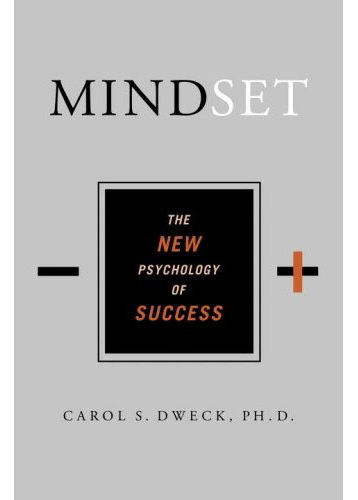 MINDSET
THE
NEW
PSYCHOLOGY
OF
SUCCESS
CAROL S. DWECK, PH.D.